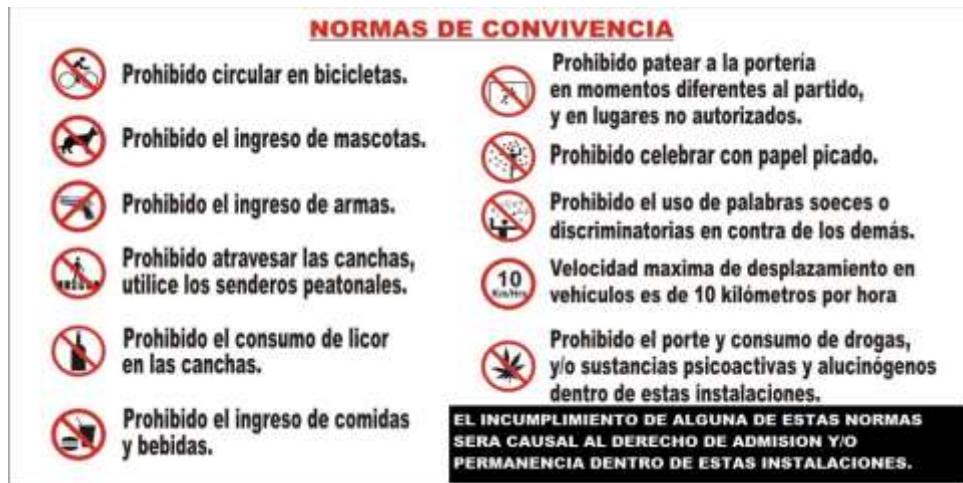 NORMAS DE CONVIVENCIA
Prohibido circular en bicicletas.
Prohibido el ingreso de mascotas.
Prohibido el ingreso de armas.
Prohibido atravesar las canchas,
utilice los senderos peatonales.
Prohibido el consumo de licor
en las canchas.
Prohibido el ingreso de comidas
y bebidas.
Prohibido patear a la portería
en momentos diferentes al partido,
y en lugares no autorizados.
Prohibido celebrar con papel picado.
Prohibido el uso de palabras soeces o
discriminatorias en contra de los demás.
10
Km/Hra
Velocidad maxima de desplazamiento en
vehículos es de 10 kilómetros por hora
Prohibido el porte y consumo de drogas,
y/o sustancias psicoactivas y alucinógenos
dentro de estas instalaciones.
EL INCUMPLIMIENTO DE ALGUNA DE ESTAS NORMAS
SERA CAUSAL AL DERECHO DE ADMISION Y/O
PERMANENCIA DENTRO DE ESTAS INSTALACIONES.